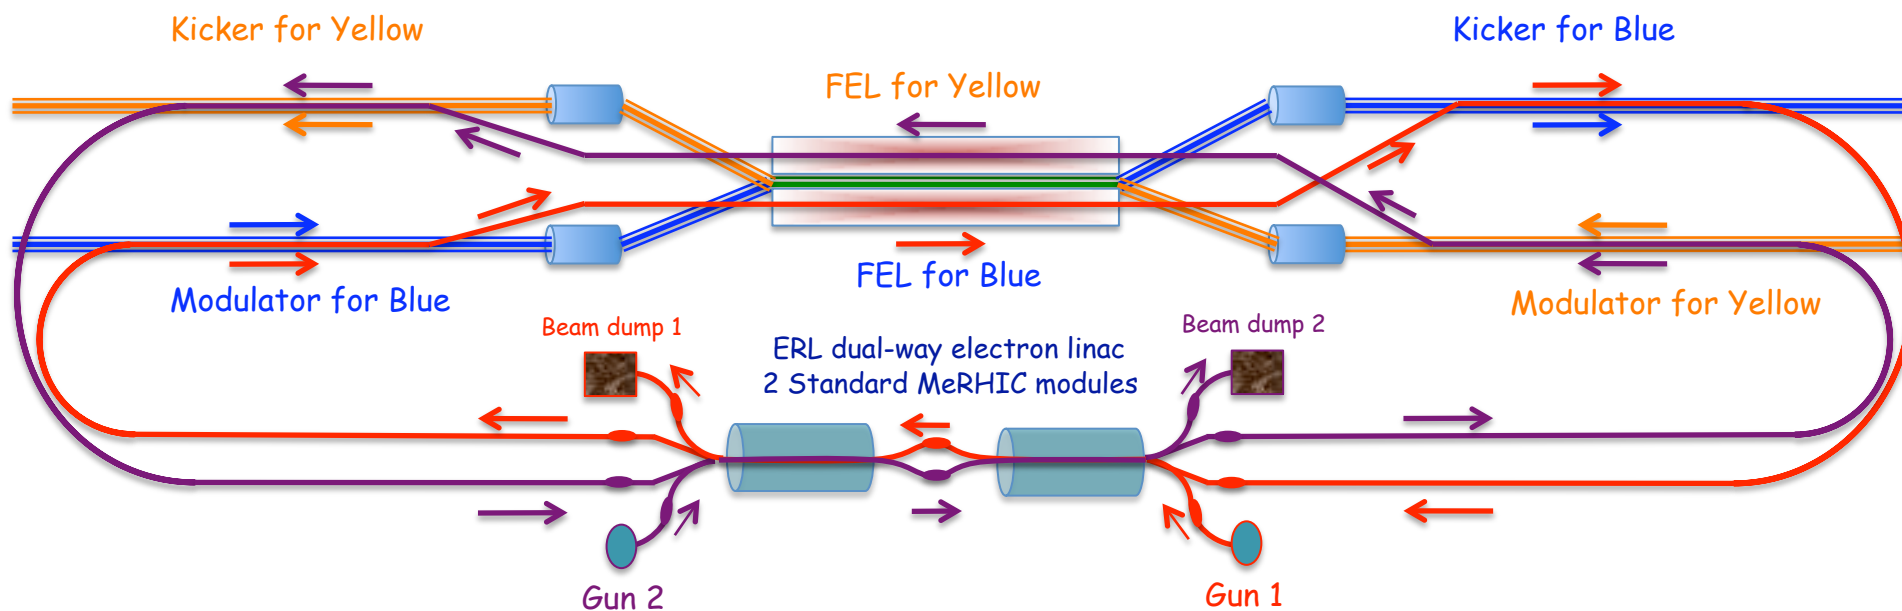 Kicker for Yellow
Kicker for Blue
FEL for Yellow
FEL for Blue
Modulator for Blue
Modulator for Yellow
Beam dump 1
Beam dump 2
ERL dual-way electron linac
2 Standard MeRHIC modules
Gun 2
Gun 1